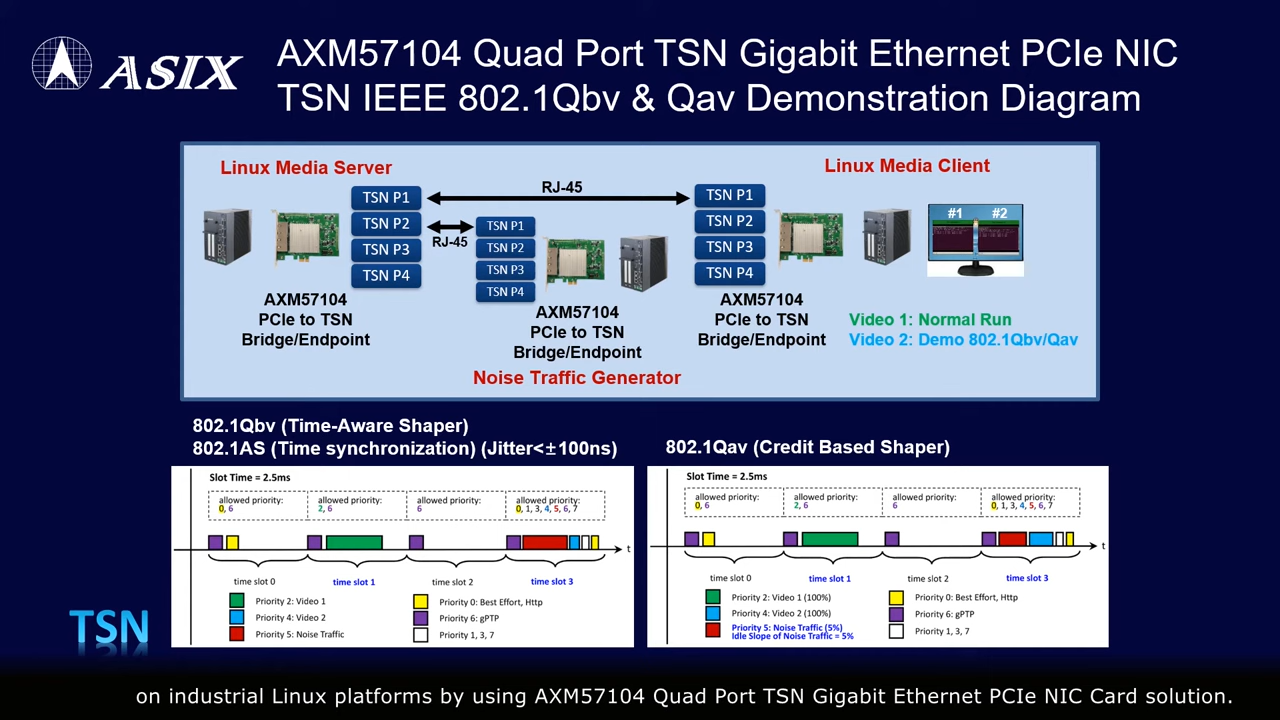 ASIX
AXM57104 Quad Port TSN Gigabit Ethernet PCIe NIC
TSN IEEE 802.1Qbv & Qav Demonstration Diagram
Linux Media Server
Linux Media Client
TSN P1
TSN P2
TSN P3
TSN P4
RJ-45
RJ-45
TSN P1
TSN P2
TSN P3
TSN P4
TSN P1
TSN P2
TSN P3
TSN P4
#1 #2
AXM57104
PCIe to TSN
Bridge/Endpoint
AXM57104
PCIe to TSN
Bridge/Endpoint
AXM57104
PCIe to TSN
Bridge/Endpoint
Video 1: Normal Run
Video 2: Demo 802.1Qbv/Qav
Noise Traffic Generator
802.1Qbv (Time-Aware Shaper)
802.1AS (Time synchronization) (Jitter<±100ns)
Slot Time = 2.5ms
allowed priority: allowed priority: allowed priority: allowed priority:
0, 6 2, 6 6 0, 1, 3, 4, 5, 6, 7
t
time slot 0 time slot 1 time slot 2 time slot 3
Priority 2: Video 1 Priority 0: Best Effort, Http
Priority 4: Video 2 Priority 6: gPTP
Priority 5: Noise Traffic Priority 1, 3, 7
802.1Qav (Credit Based Shaper)
Slot Time = 2.5ms
allowed priority: allowed priority: allowed priority: allowed priority:
0, 6 2, 6 6 0, 1, 3, 4, 5, 6, 7
t
time slot 0 time slot 1 time slot 2 time slot 3
Priority 2: Video 1 (100%) Priority 0: Best Effort, Http
Priority 4: Video 2 (100%) Priority 6: gPTP
Priority 5: Noise Traffic (5%) Priority 1, 3, 7
Idle Slope of Noise Traffic = 5%
TSN
on industrial Linux platforms by using AXM57104 Quad Port TSN Gigabit Ethernet PCIe NIC Card solution.